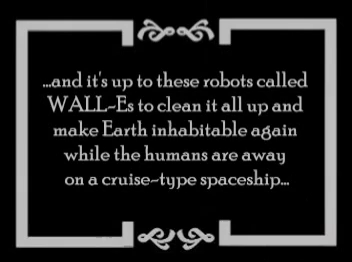 ...and it's up to these robots called
WALL-Es to clean it all up and
make Earth inhabitable again
while the humans are away
on a cruise-type spaceship...